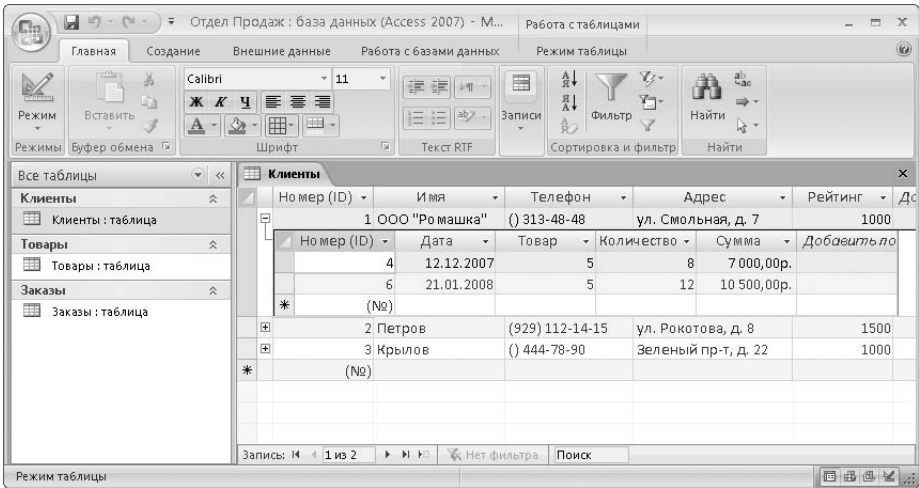 Отдел Продаж : база данных (Access 2007) - M...
Работа с таблицами
Главная Создание Внешние данные Работа с базами данных Режим таблицы
Calibri 11
Ж К Ч
Режим Вставить Записи Фильтр Найти
Режимы Буфер обмена Шрифт Текст RTF Сортировка и фильтр Найти
Все таблицы
Клиенты
Клиенты : таблица
Товары
Товары : таблица
Заказы
Заказы : таблица
Клиенты
Номер (ID) Имя Телефон Адрес Рейтинг До
1 ООО "Ромашка" () 313-48-48 ул. Смольная, д. 7 1000
Номер (ID) Дата Товар Количество Сумма Добавить по
4 12.12.2007 5 8 7 000,00р.
6 21.01.2008 5 12 10 500,00р.
(№)
2 Петров (929) 112-14-15 ул. Рокотова, д. 8 1500
3 Крылов () 444-78-90 Зеленый пр-т, д. 22 1000
(№)
Запись: 1 из 2 Нет фильтра Поиск
Режим таблицы